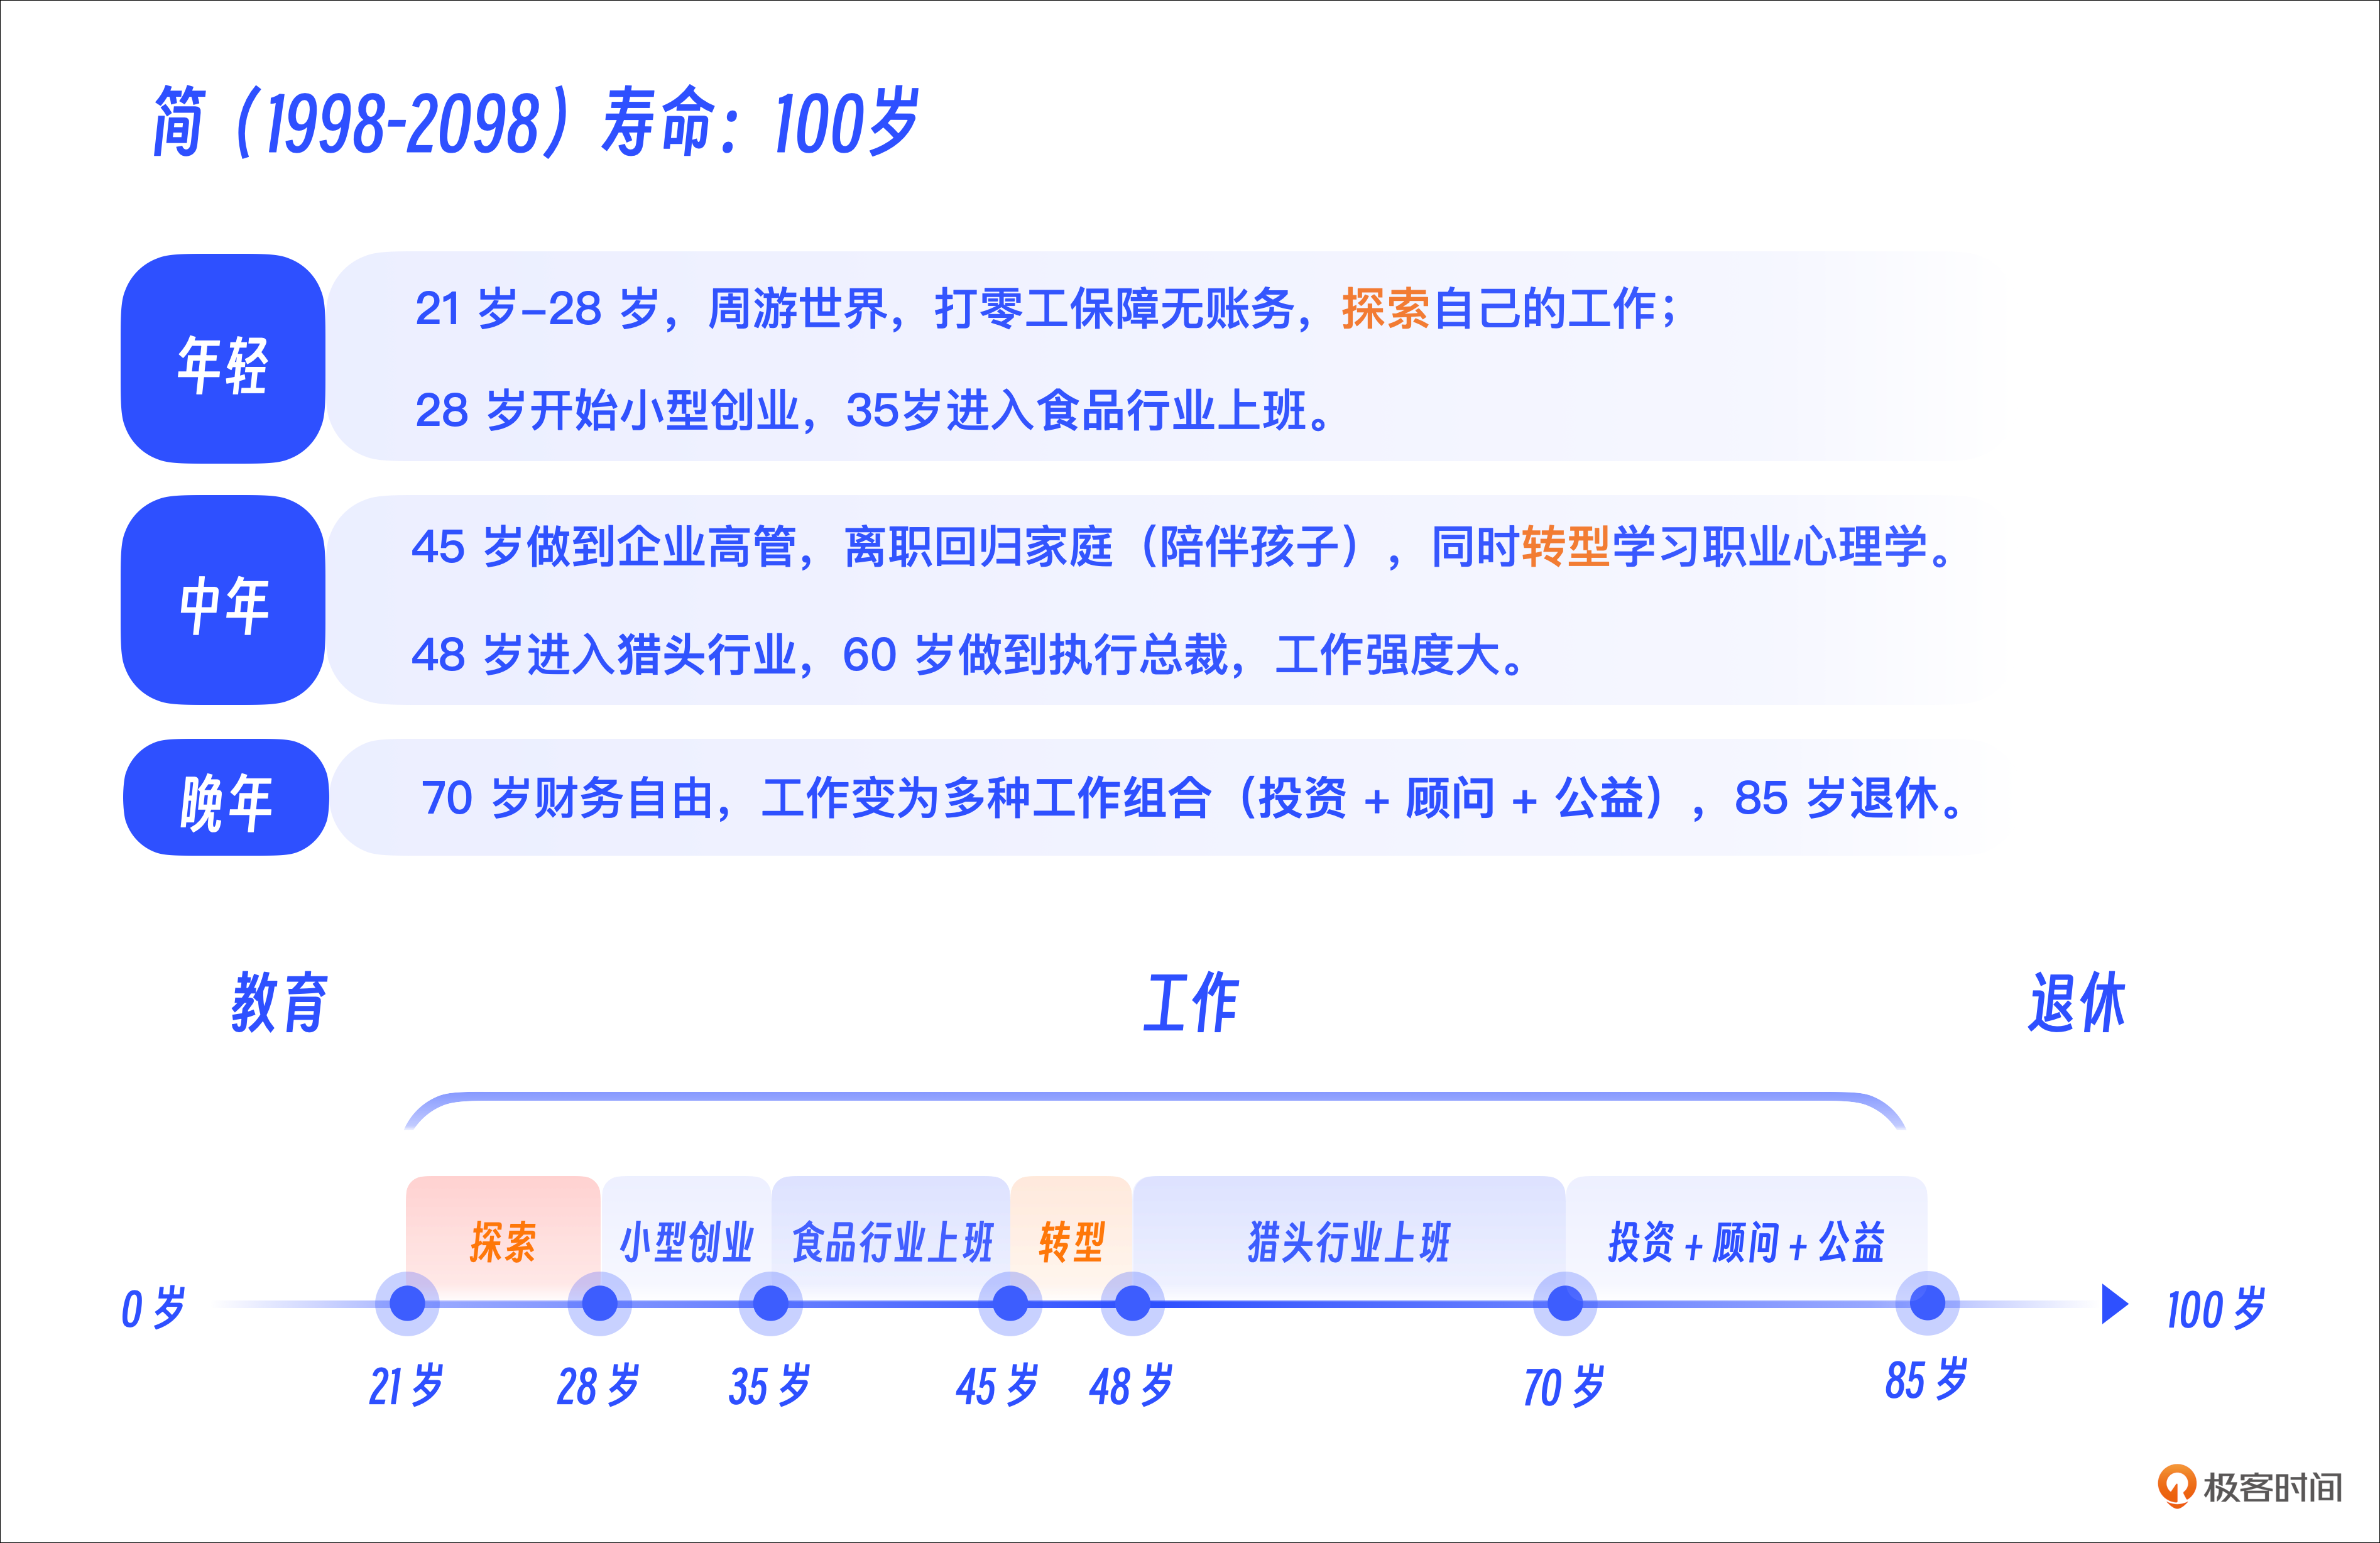 简（1998-2098）寿命：100岁
年轻
21 岁–28 岁，周游世界，打零工保障无账务，探索自己的工作；
28 岁开始小型创业，35岁进入食品行业上班。
中年
45 岁做到企业高管，离职回归家庭（陪伴孩子），同时转型学习职业心理学。
48 岁进入猎头行业，60 岁做到执行总裁，工作强度大。
晚年
70 岁财务自由，工作变为多种工作组合（投资 + 顾问 + 公益），85 岁退休。
教育 工作 退休
探索 小型创业 食品行业上班 转型 猎头行业上班 投资 + 顾问 + 公益
0 岁 100 岁
21 岁 28 岁 35 岁 45 岁 48 岁 70 岁 85 岁
极客时间